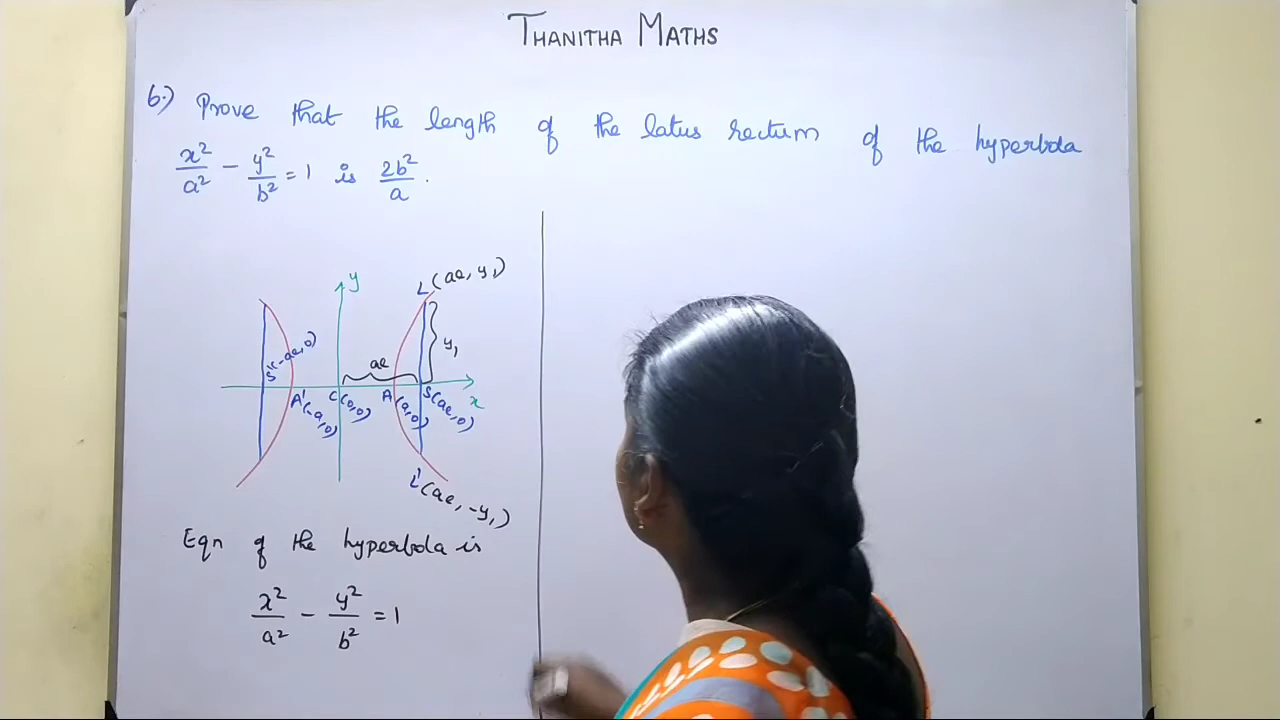 THANITHA MATHS
6.) Prove that the length of the latus rectum of the hyperbola
x²/a² - y²/b² = 1 is 2b²/a.
y
L(ae, y₁)
y₁
S'(-ae,0)
ae
A'(-a,0)
C(0,0)
A(a,0)
S(ae,0)
x
L'(ae, -y₁)
Eqn of the hyperbola is
x²/a² - y²/b² = 1